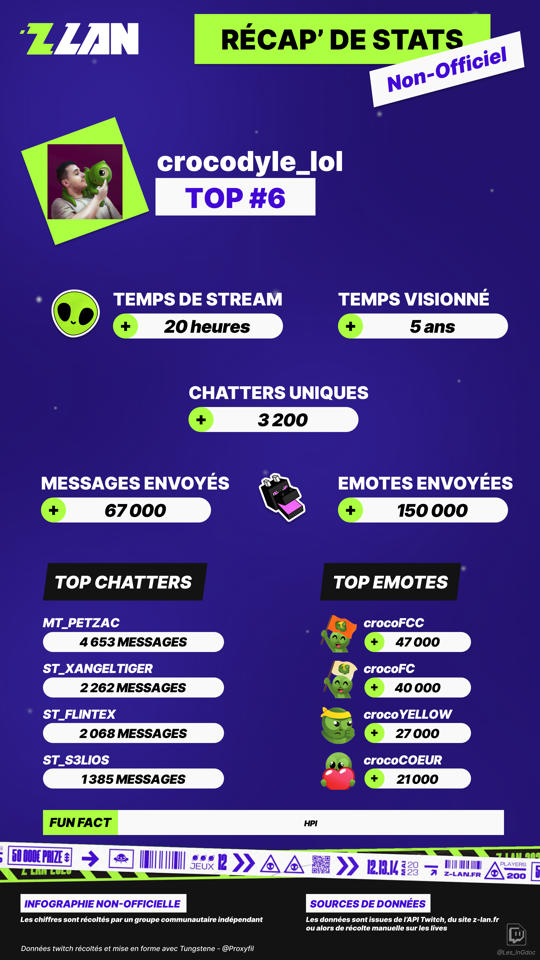 Z LAN
RÉCAP’ DE STATS
Non-Officiel
crocodyle_lol
TOP #6
TEMPS DE STREAM
TEMPS VISIONNÉ
+ 20 heures
+ 5 ans
CHATTERS UNIQUES
+ 3 200
MESSAGES ENVOYÉS
EMOTES ENVOYÉES
+ 67 000
+ 150 000
TOP CHATTERS
MT_PETZAC
4 653 MESSAGES
ST_XANGELTIGER
2 262 MESSAGES
ST_FLINTEX
2 068 MESSAGES
ST_S3LIOS
1 385 MESSAGES
TOP EMOTES
crocoFCC
+ 47 000
crocoFC
+ 40 000
crocoYELLOW
+ 27 000
crocoCOEUR
+ 21 000
FUN FACT
HPI
50 000€ PRIZE
JEUX 12
12.13.14 MAI 2023
Z-LAN.FR
PLAYERS 200
INFOGRAPHIE NON-OFFICIELLE
Les chiffres sont récoltés par un groupe communautaire indépendant
SOURCES DE DONNÉES
Les données sont issues de l'API Twitch, du site z-lan.fr
ou alors de récolte manuelle sur les lives
Données twitch récoltés et mise en forme avec Tungstene - @Proxyfil
@Les_InGdoc